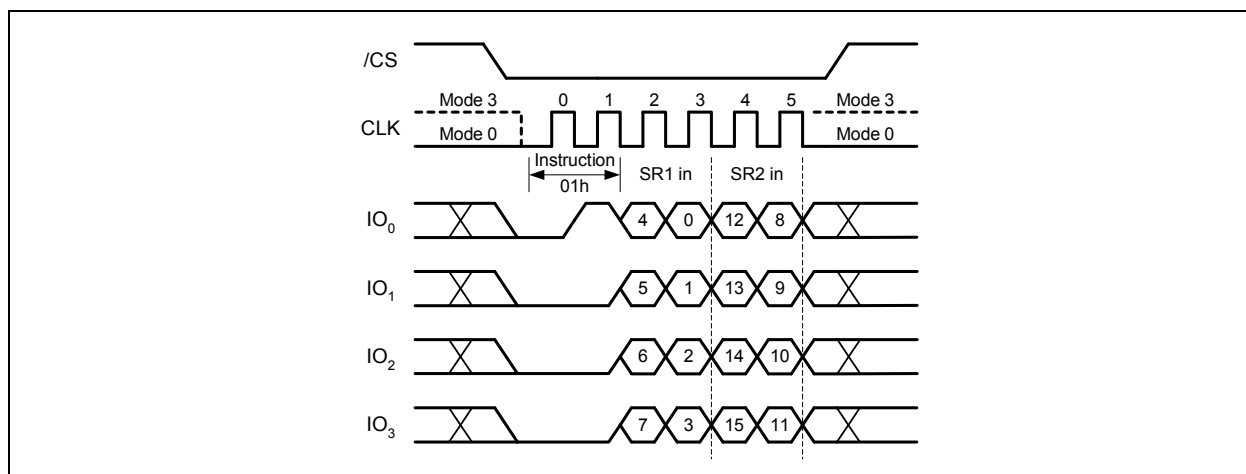 /CS
Mode 3 0 1 2 3 4 5 Mode 3
CLK
Mode 0 Mode 0
Instruction
01h
SR1 in SR2 in
IO0 4 0 12 8
IO1 5 1 13 9
IO2 6 2 14 10
IO3 7 3 15 11